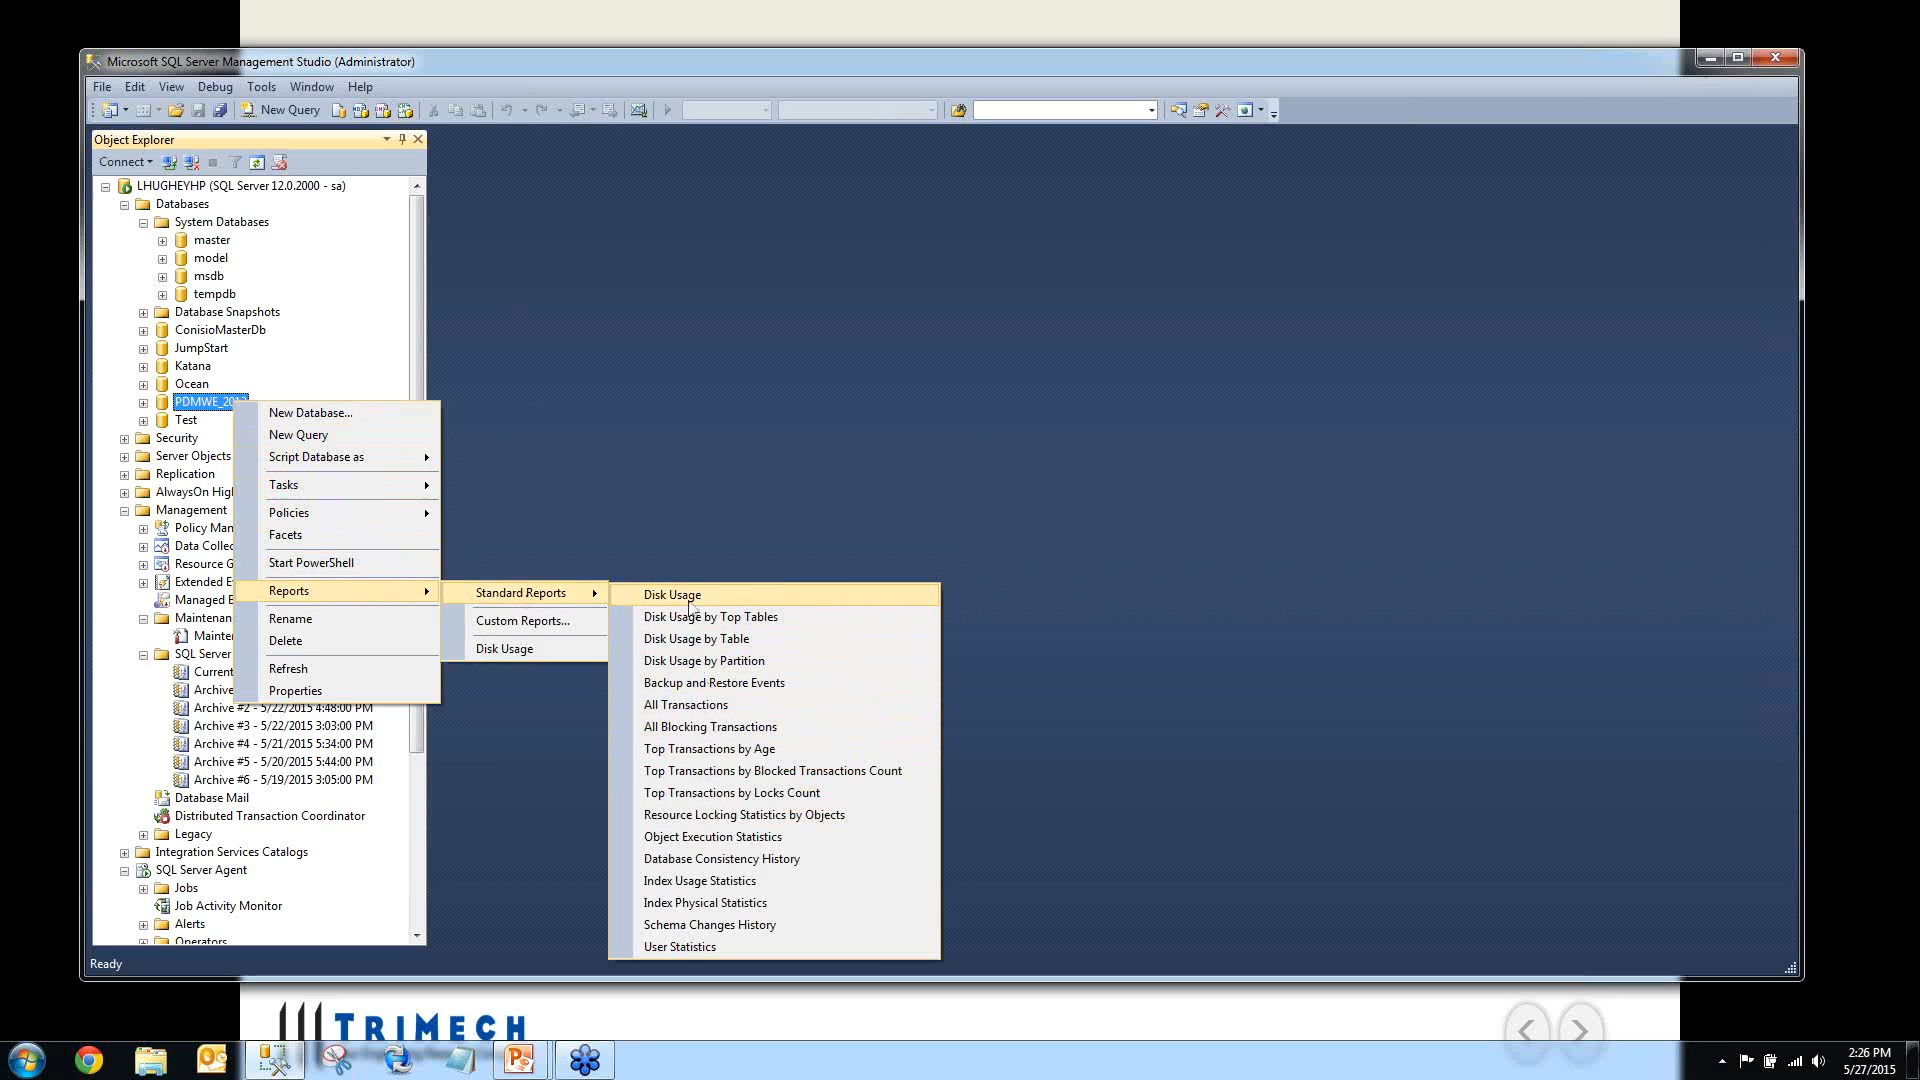 Microsoft SQL Server Management Studio (Administrator)
File Edit View Debug Tools Window Help
New Query
Object Explorer
Connect
LHUGHEYHP (SQL Server 12.0.2000 - sa)
Databases
System Databases
master
model
msdb
tempdb
Database Snapshots
ConisioMasterDb
JumpStart
Katana
Ocean
Test
Security
Server Objects
Replication
AlwaysOn
Management
Policy
Data
Resource
Extended
Managed
SQL Server
Current
Archive
Archive #2 - 5/22/2015 4:48:00 PM
Archive #3 - 5/22/2015 3:03:00 PM
Archive #4 - 5/21/2015 5:34:00 PM
Archive #5 - 5/20/2015 5:44:00 PM
Archive #6 - 5/19/2015 3:05:00 PM
Database Mail
Distributed Transaction Coordinator
Legacy
Integration Services Catalogs
SQL Server Agent
Jobs
Job Activity Monitor
Alerts
Operators
New Database...
New Query
Script Database as
Tasks
Policies
Facets
Start PowerShell
Reports
Rename
Delete
Refresh
Properties
Standard Reports
Custom Reports...
Disk Usage
Disk Usage
Disk Usage by Top Tables
Disk Usage by Table
Disk Usage by Partition
Backup and Restore Events
All Transactions
All Blocking Transactions
Top Transactions by Age
Top Transactions by Blocked Transactions Count
Top Transactions by Locks Count
Resource Locking Statistics by Objects
Object Execution Statistics
Database Consistency History
Index Usage Statistics
Index Physical Statistics
Schema Changes History
User Statistics
Ready
TRIMECH
2:26 PM
5/27/2015